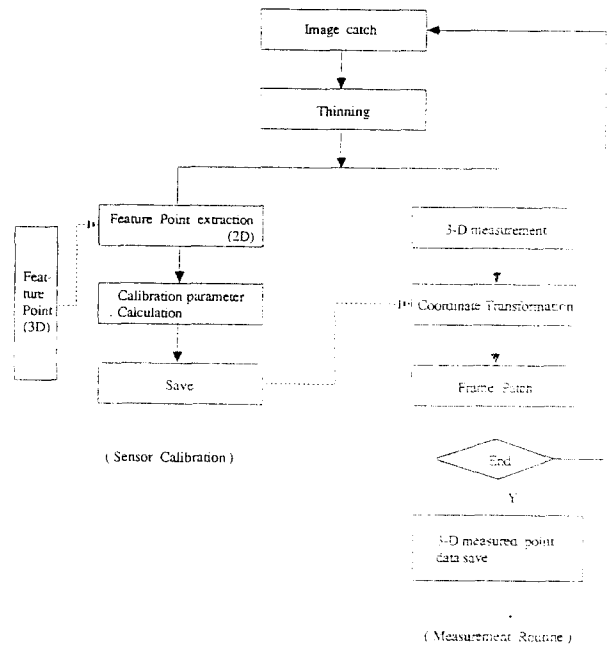 Image catch
Thinning
Feature Point extraction
(2D)
Feat-
ure
Point
(3D)
Calibration parameter
Calculation
Save
( Sensor Calibration )
3-D measurement
Coordinate Transformation
Frame Patch
End
Y
3-D measured point
data save
( Measurement Routine )